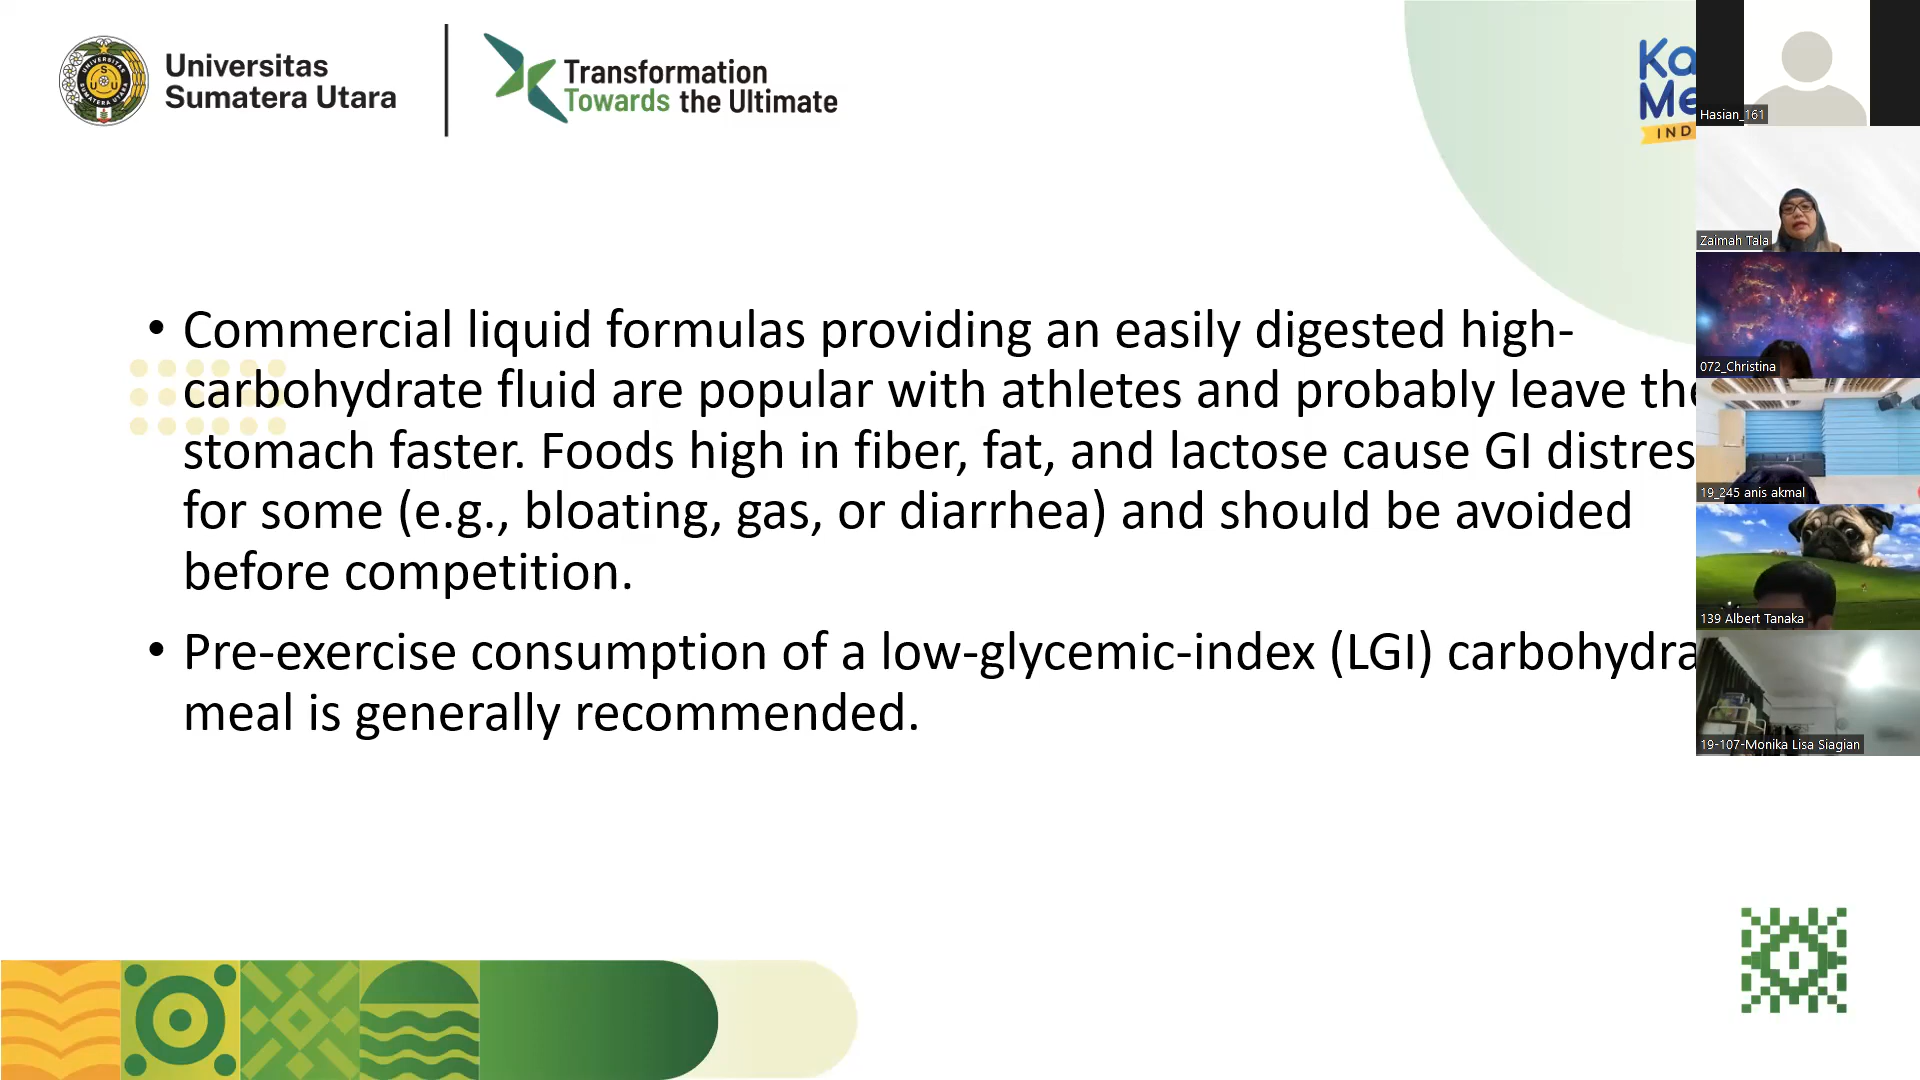 Universitas
Sumatera Utara
Transformation
Towards the Ultimate
• Commercial liquid formulas providing an easily digested high-
carbohydrate fluid are popular with athletes and probably leave the
stomach faster. Foods high in fiber, fat, and lactose cause GI distres
for some (e.g., bloating, gas, or diarrhea) and should be avoided
before competition.
• Pre-exercise consumption of a low-glycemic-index (LGI) carbohydra
meal is generally recommended.
Ka
Me
IND
Hasian_161
Zaimah Tala
072_Christina
19_245 anis akmal
139 Albert Tanaka
19-107-Monika Lisa Siagian